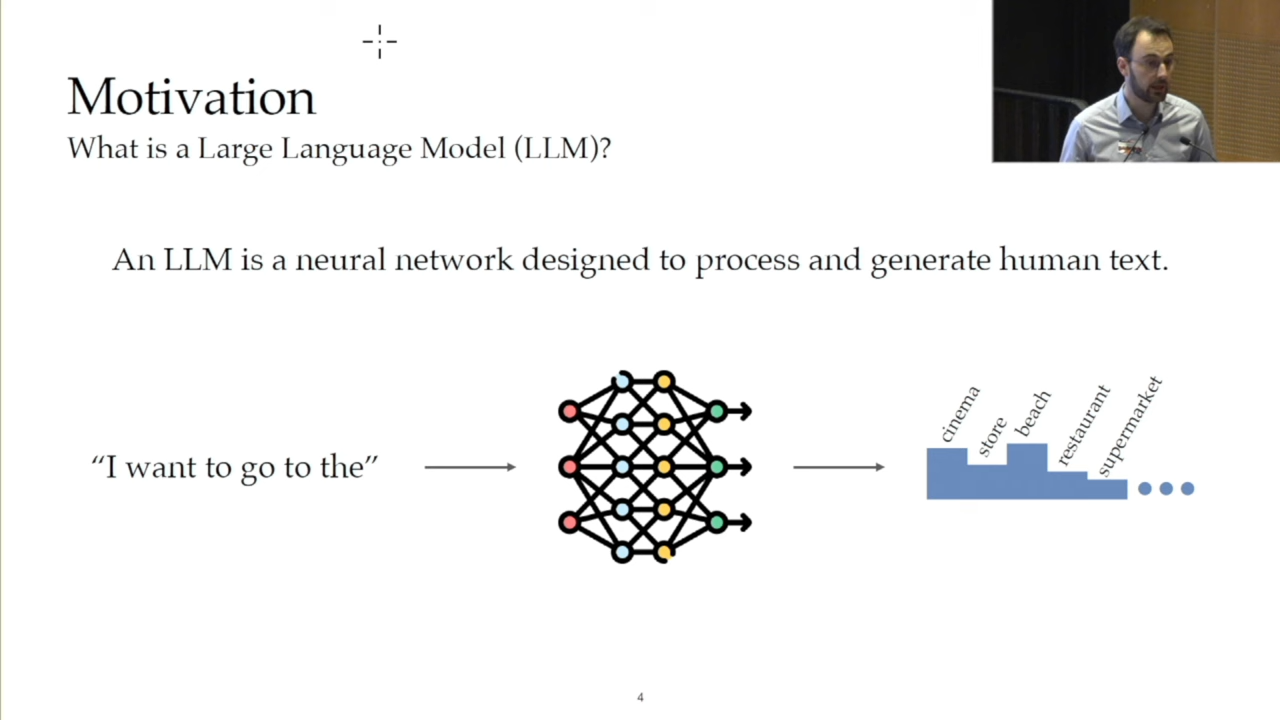 Motivation
What is a Large Language Model (LLM)?
An LLM is a neural network designed to process and generate human text.
“I want to go to the”
cinema
store
beach
restaurant
supermarket
4